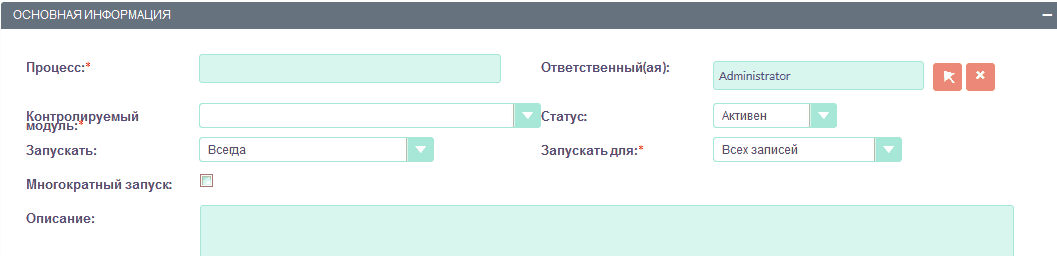 ОСНОВНАЯ ИНФОРМАЦИЯ
Процесс:*
Ответственный(ая):
Administrator
Контролируемый
модуль:*
Статус:
Активен
Запускать:
Всегда
Запускать для:*
Всех записей
Многократный запуск:
Описание: